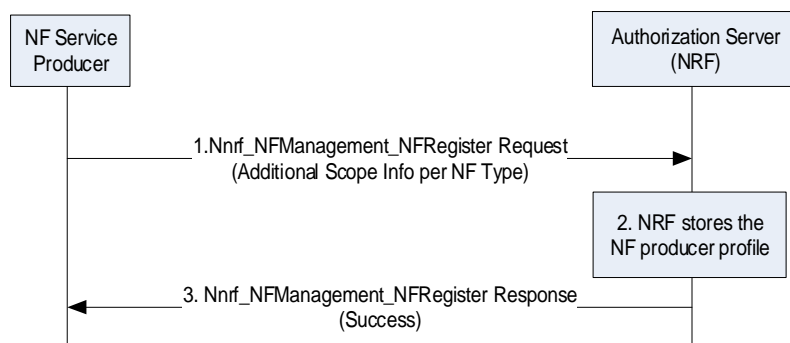 NF Service
Producer
Authorization Server
(NRF)
1.Nnrf_NFManagement_NFRegister Request
(Additional Scope Info per NF Type)
2. NRF stores the
NF producer profile
3. Nnrf_NFManagement_NFRegister Response
(Success)